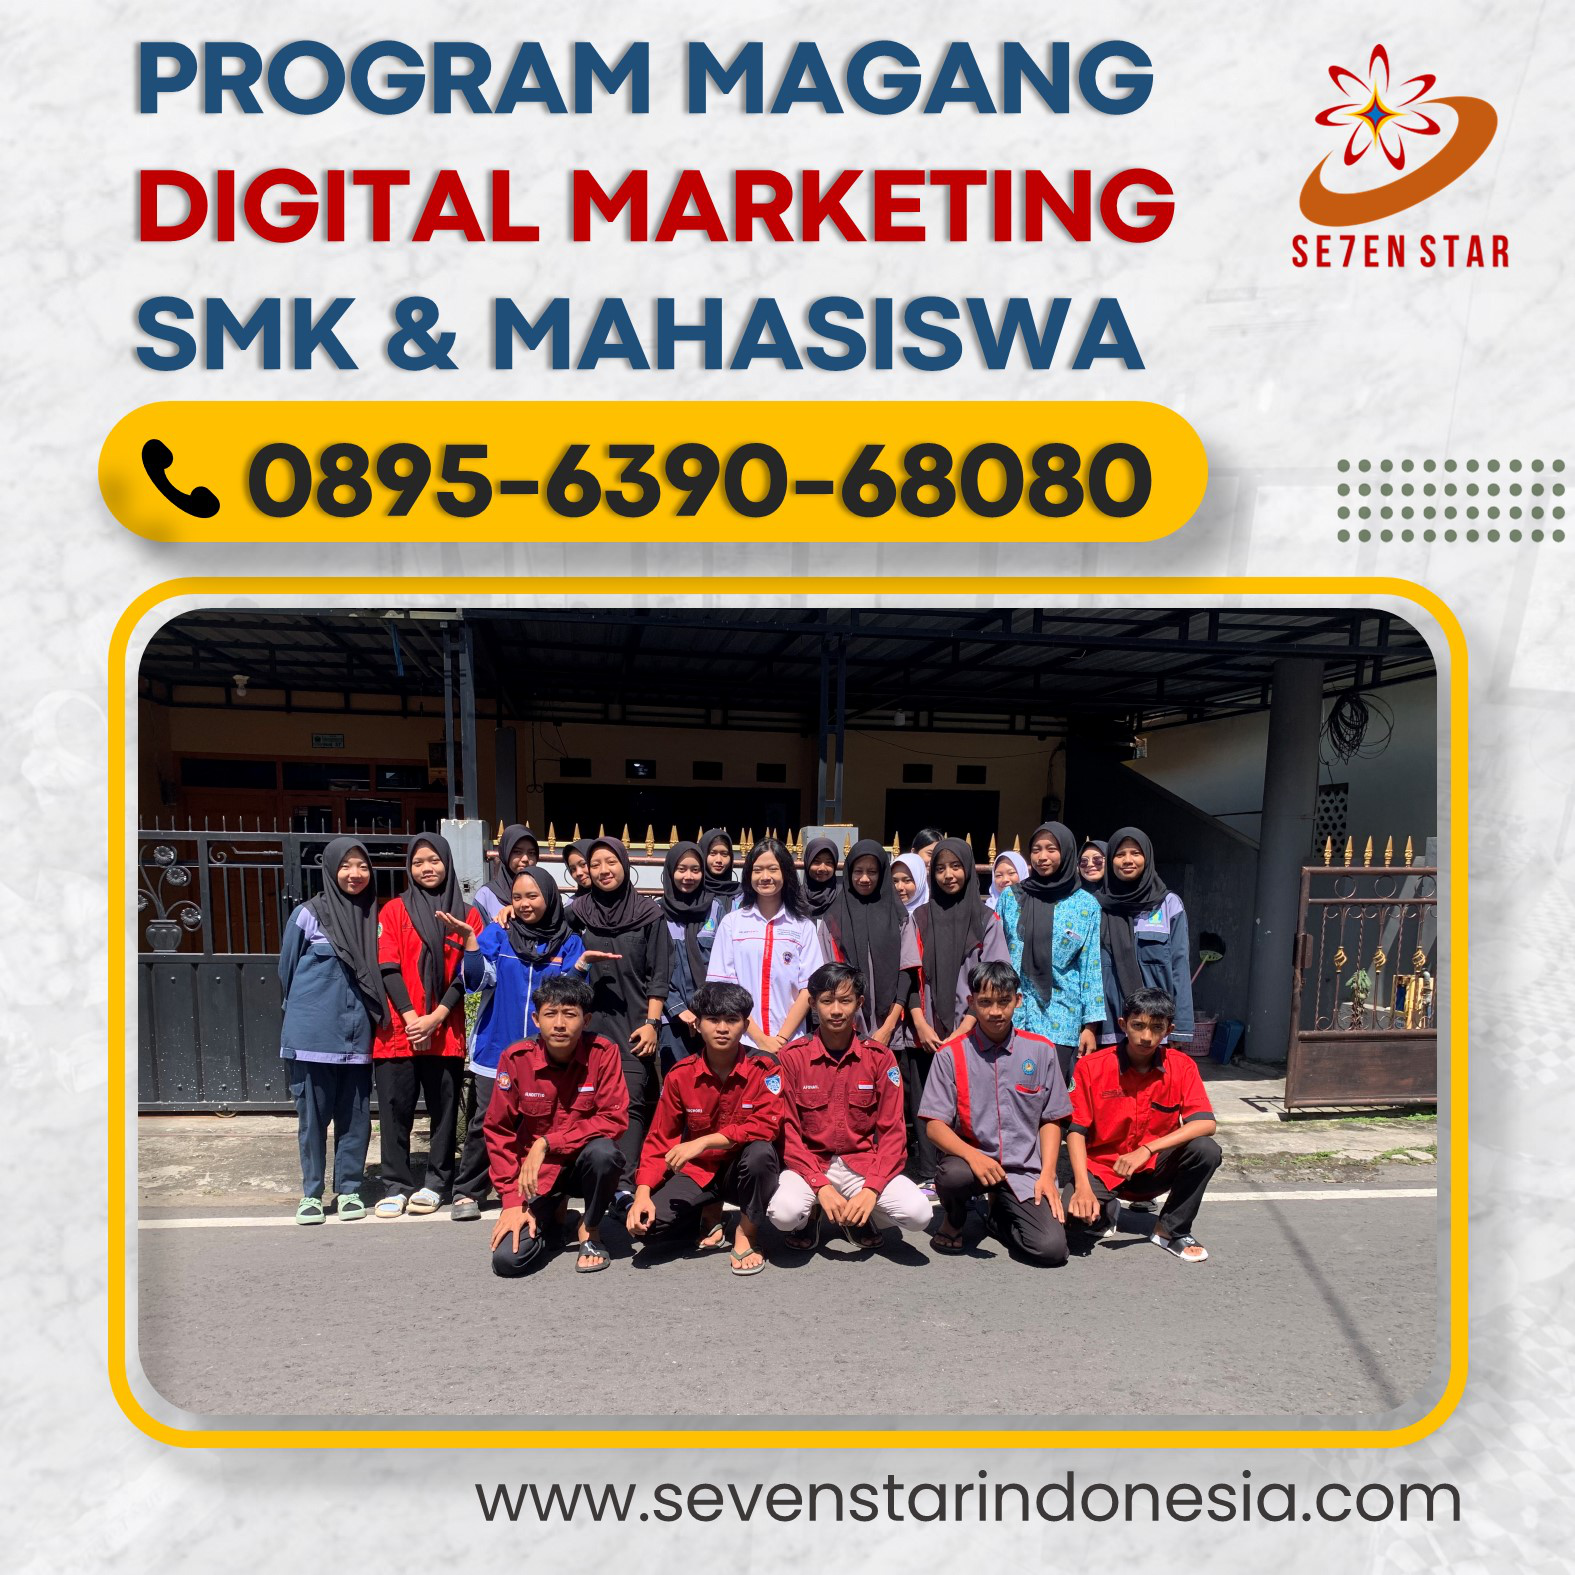 PROGRAM MAGANG
DIGITAL MARKETING
SMK & MAHASISWA
SE7EN STAR
0895-6390-68080
www.sevenstarindonesia.com